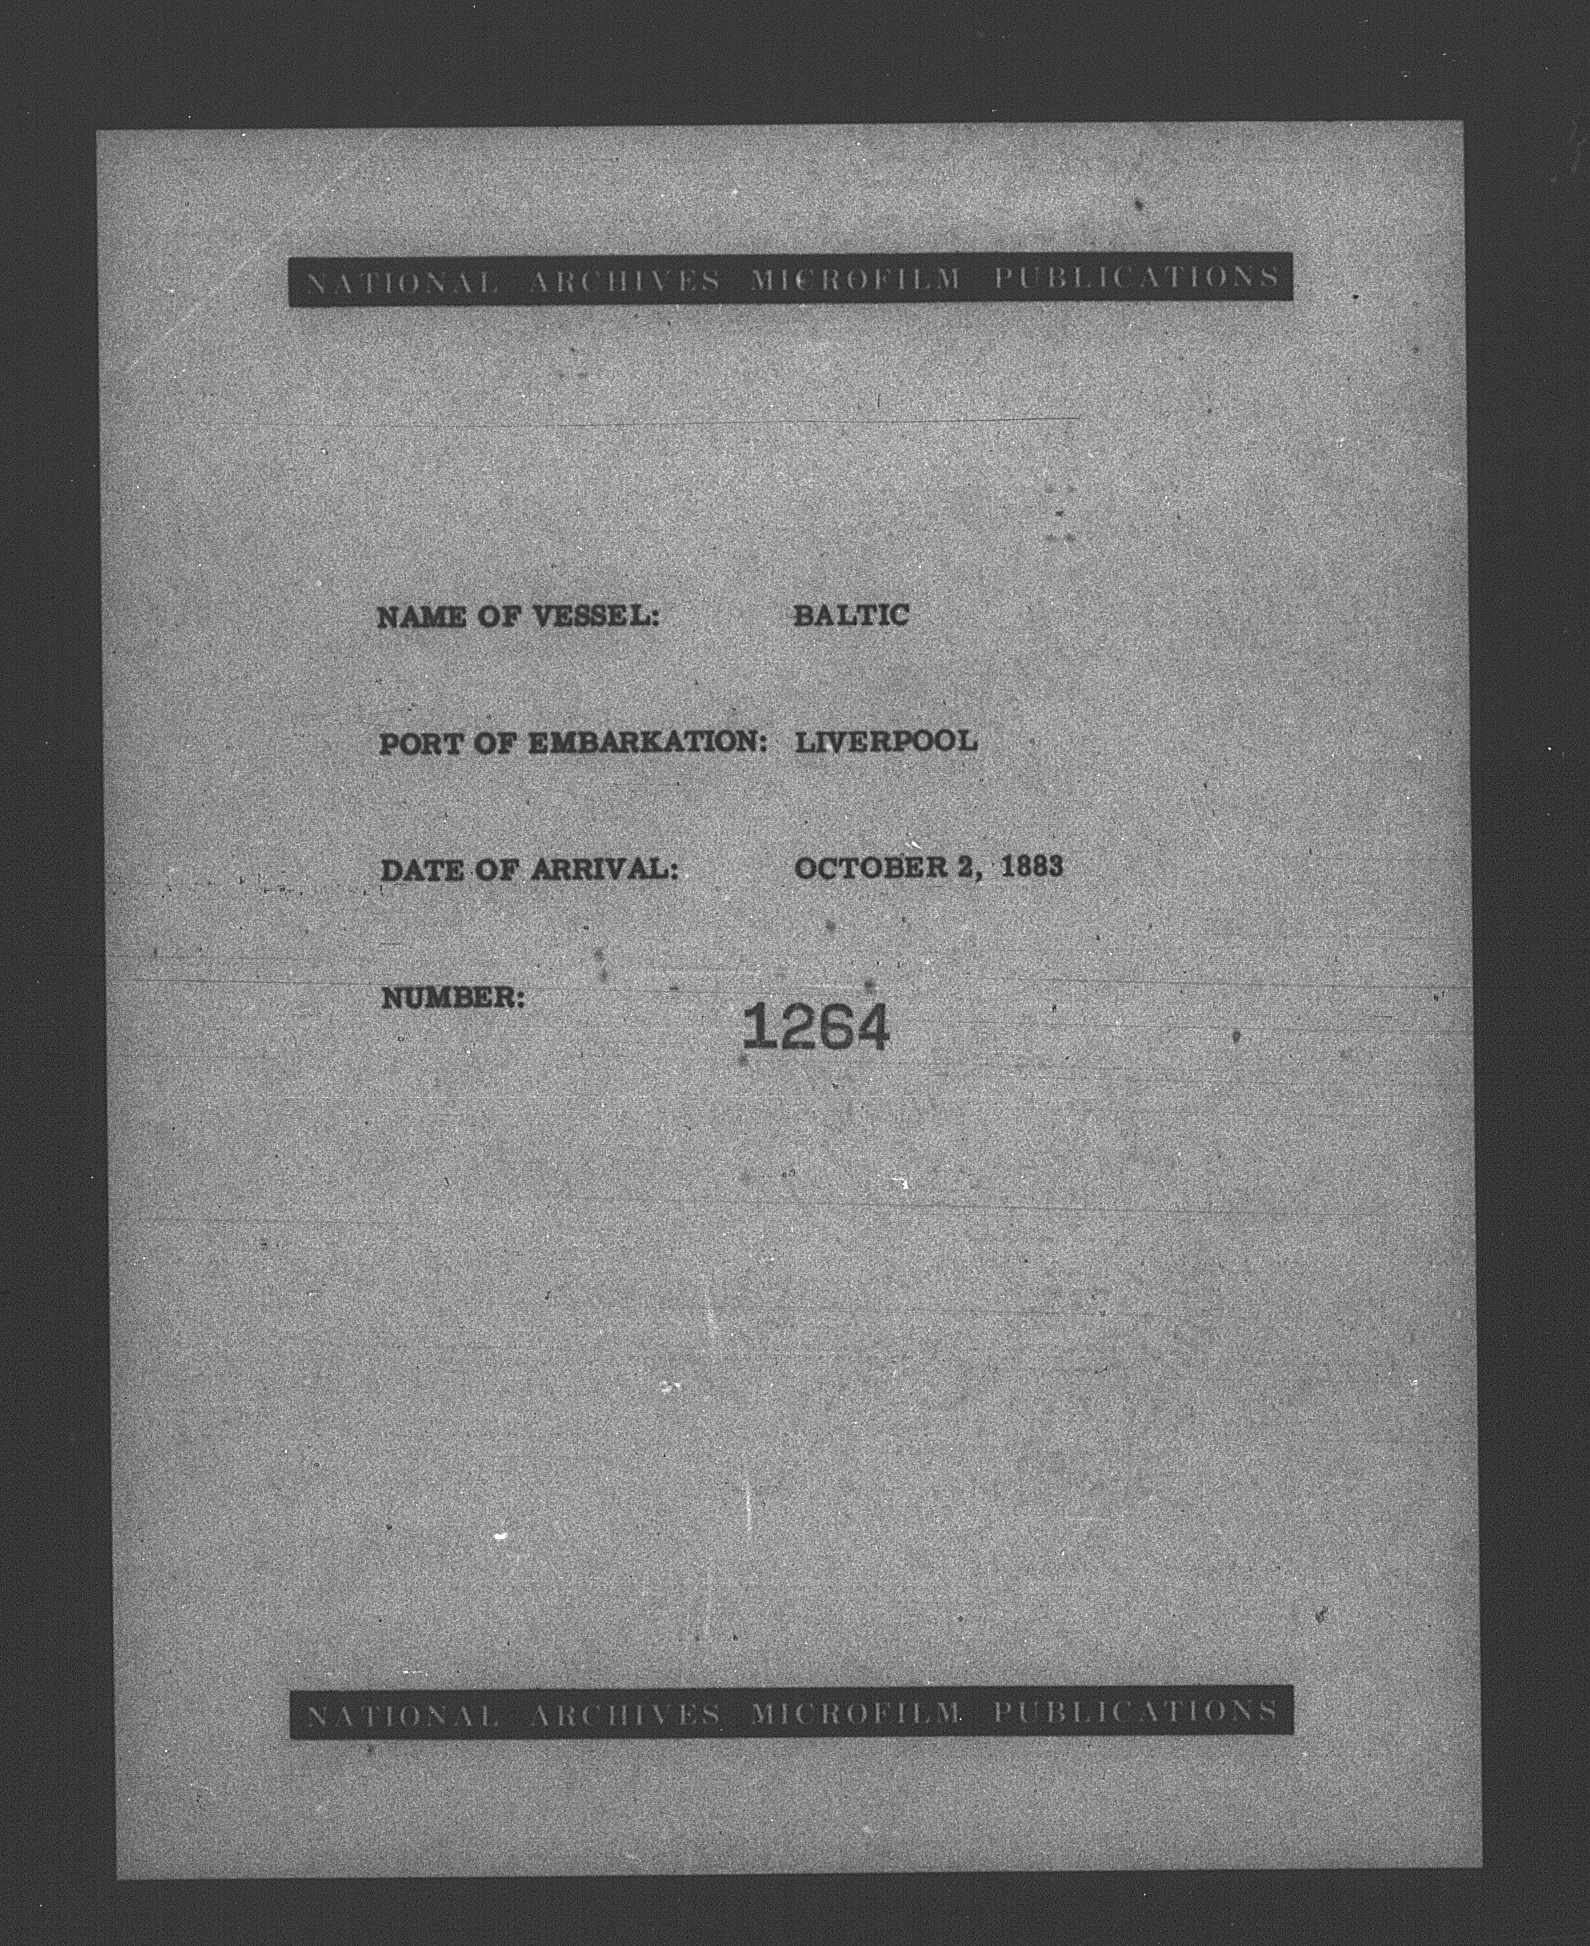 NATIONAL ARCHIVES MICROFILM PUBLICATIONS
NAME OF VESSEL: BALTIC
PORT OF EMBARKATION: LIVERPOOL
DATE OF ARRIVAL: OCTOBER 2, 1883
NUMBER: 1264
NATIONAL ARCHIVES MICROFILM PUBLICATIONS